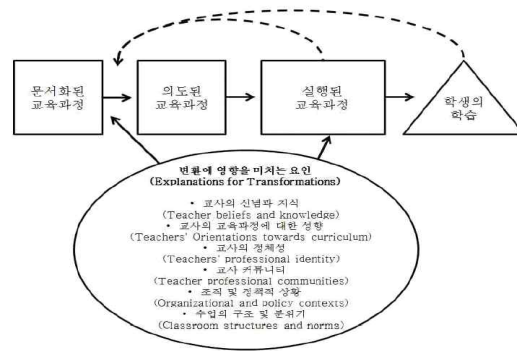 문서화된
교육과정
의도된
교육과정
실행된
교육과정
학생의
학습
변환에 영향을 미치는 요인
(Explanations for Transformations)
• 교사의 신념과 지식
(Teacher beliefs and knowledge)
• 교사의 교육과정에 대한 성향
(Teachers' Orientations towards curriculum)
• 교사의 정체성
(Teachers' professional identity)
• 교사 커뮤니티
(Teacher professional communities)
• 조직 및 정책적 상황
(Organizational and policy contexts)
• 수업의 구조 및 분위기
(Classroom structures and norms)